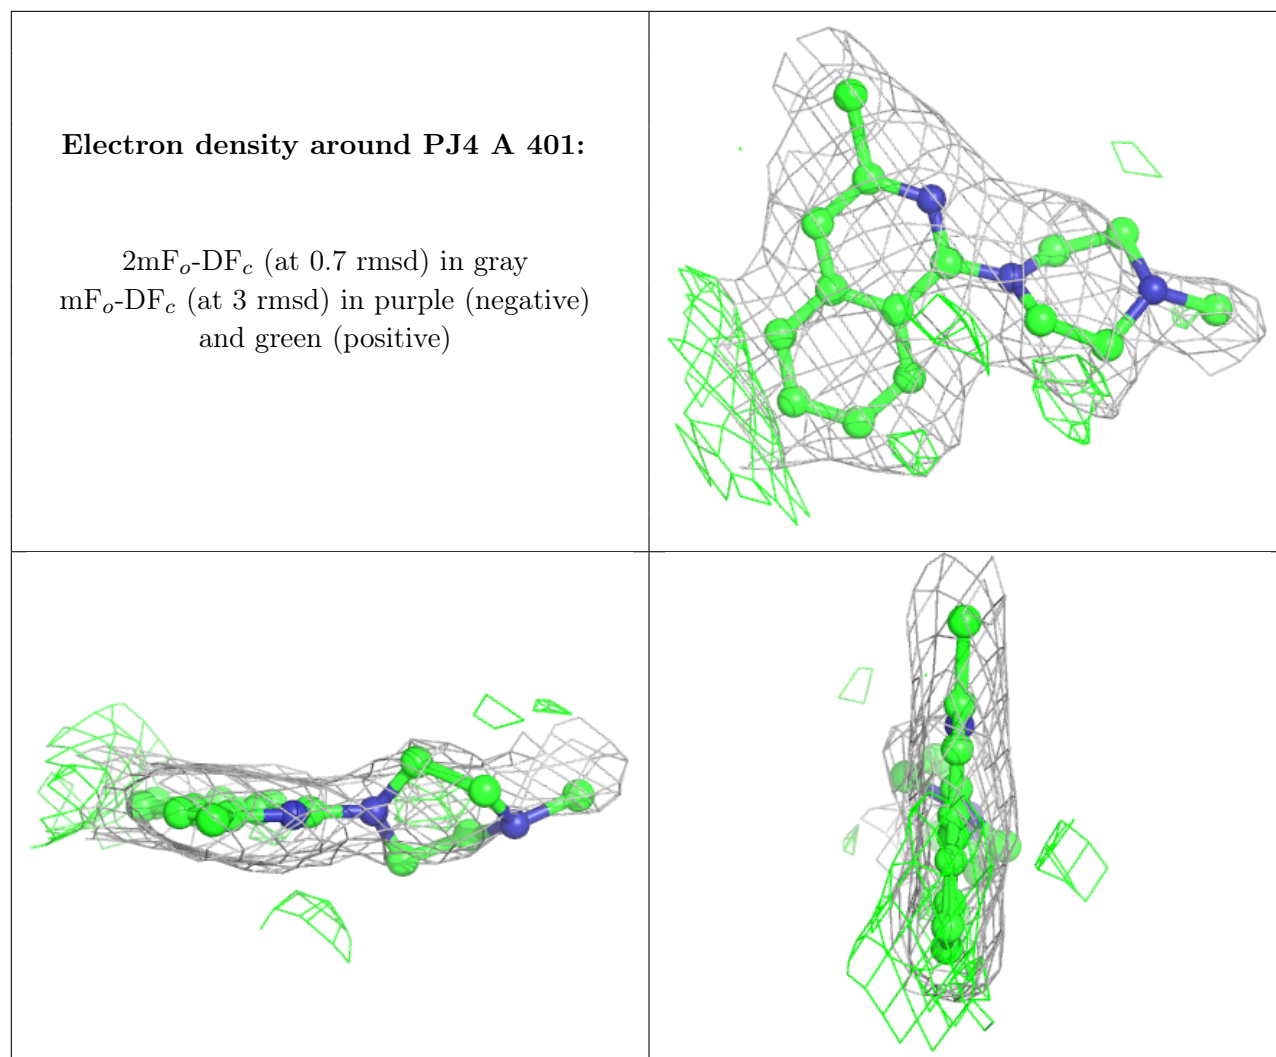 Electron density around PJ4 A 401:
2mFo-DFc (at 0.7 rmsd) in gray
mFo-DFc (at 3 rmsd) in purple (negative)
and green (positive)